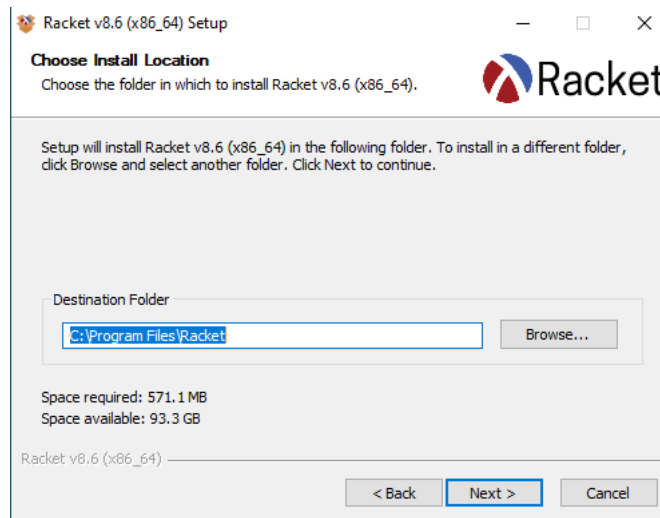 Racket v8.6 (x86_64) Setup
Choose Install Location
Choose the folder in which to install Racket v8.6 (x86_64).
Racket
Setup will install Racket v8.6 (x86_64) in the following folder. To install in a different folder,
click Browse and select another folder. Click Next to continue.
Destination Folder
C:\Program Files\Racket
Browse...
Space required: 571.1 MB
Space available: 93.3 GB
Racket v8.6 (x86_64)
< Back
Next >
Cancel